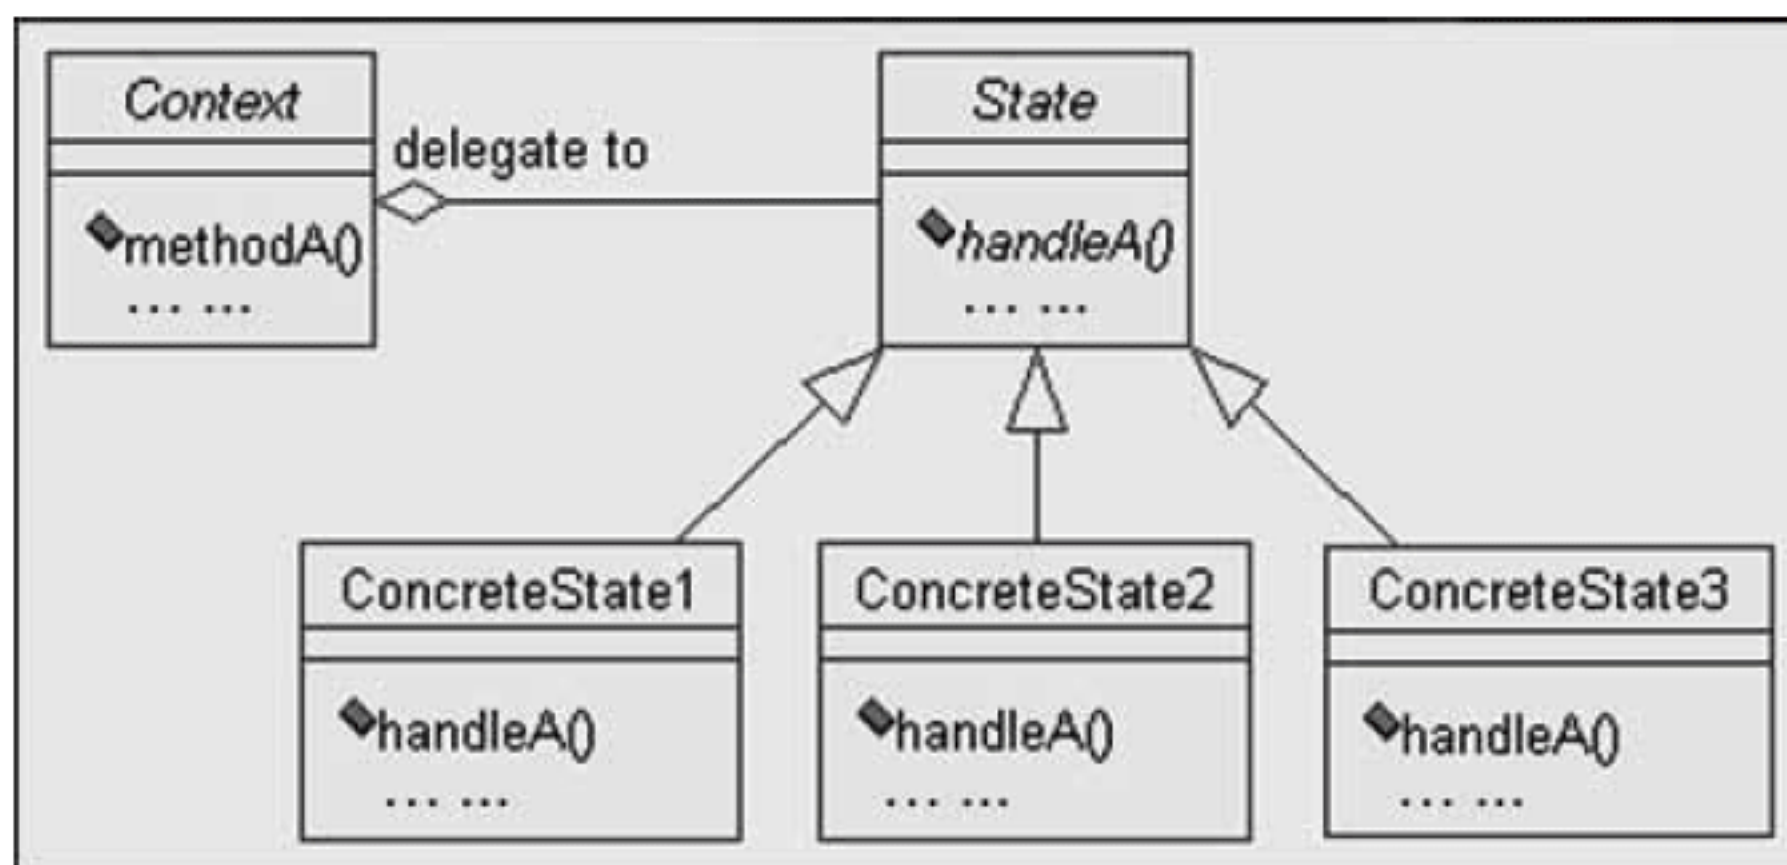 Context
delegate to
methodA()
... ...
State
handleA()
... ...
ConcreteState1
handleA()
... ...
ConcreteState2
handleA()
... ...
ConcreteState3
handleA()
... ...